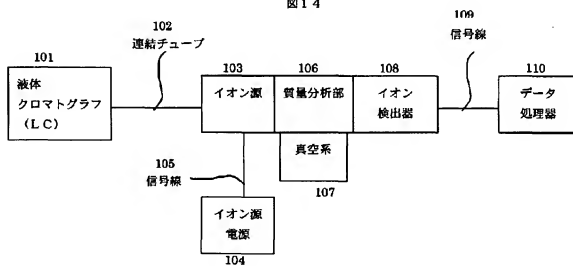 図14
109
信号線
102
連結チューブ
101
103
106
108
110
液体
クロマトグラフ
(LC)
イオン源
質量分析部
イオン
検出器
データ
処理器
真空系
105
信号線
107
イオン源
電源
104